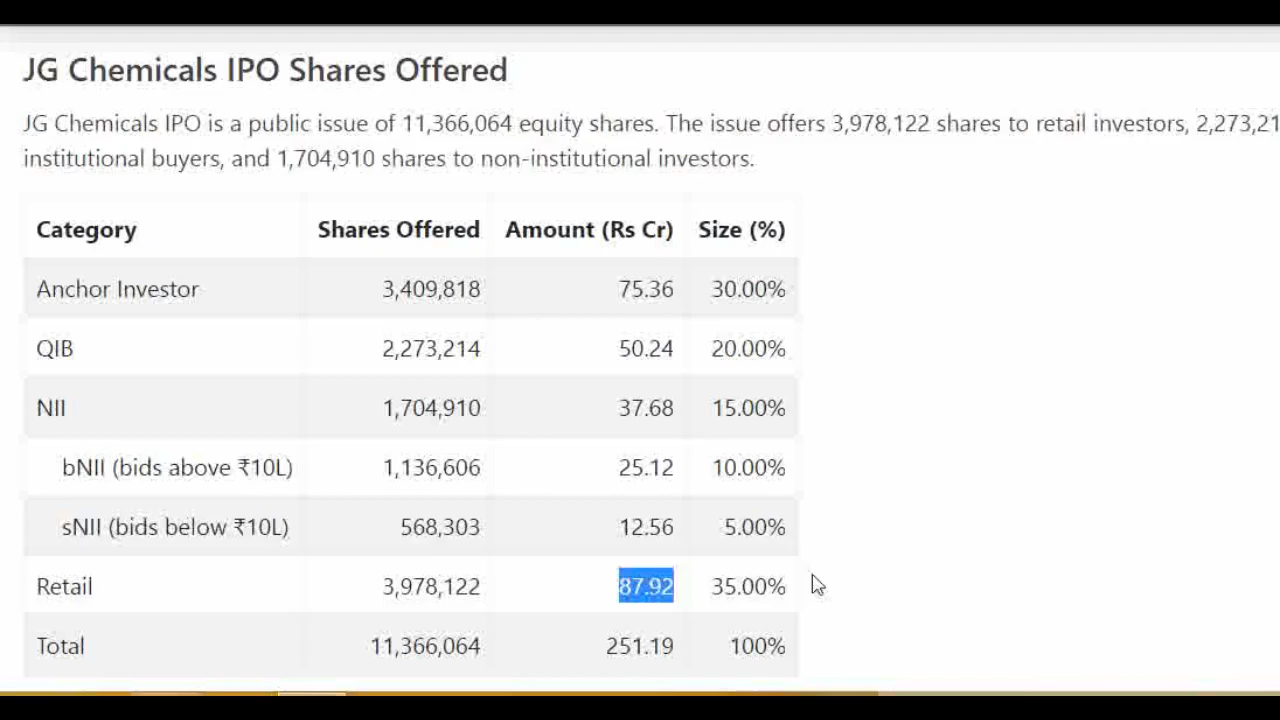 JG Chemicals IPO Shares Offered
JG Chemicals IPO is a public issue of 11,366,064 equity shares. The issue offers 3,978,122 shares to retail investors, 2,273,21
institutional buyers, and 1,704,910 shares to non-institutional investors.
Category Shares Offered Amount (Rs Cr) Size (%)
Anchor Investor 3,409,818 75.36 30.00%
QIB 2,273,214 50.24 20.00%
NII 1,704,910 37.68 15.00%
bNII (bids above ₹10L) 1,136,606 25.12 10.00%
sNII (bids below ₹10L) 568,303 12.56 5.00%
Retail 3,978,122 87.92 35.00%
Total 11,366,064 251.19 100%